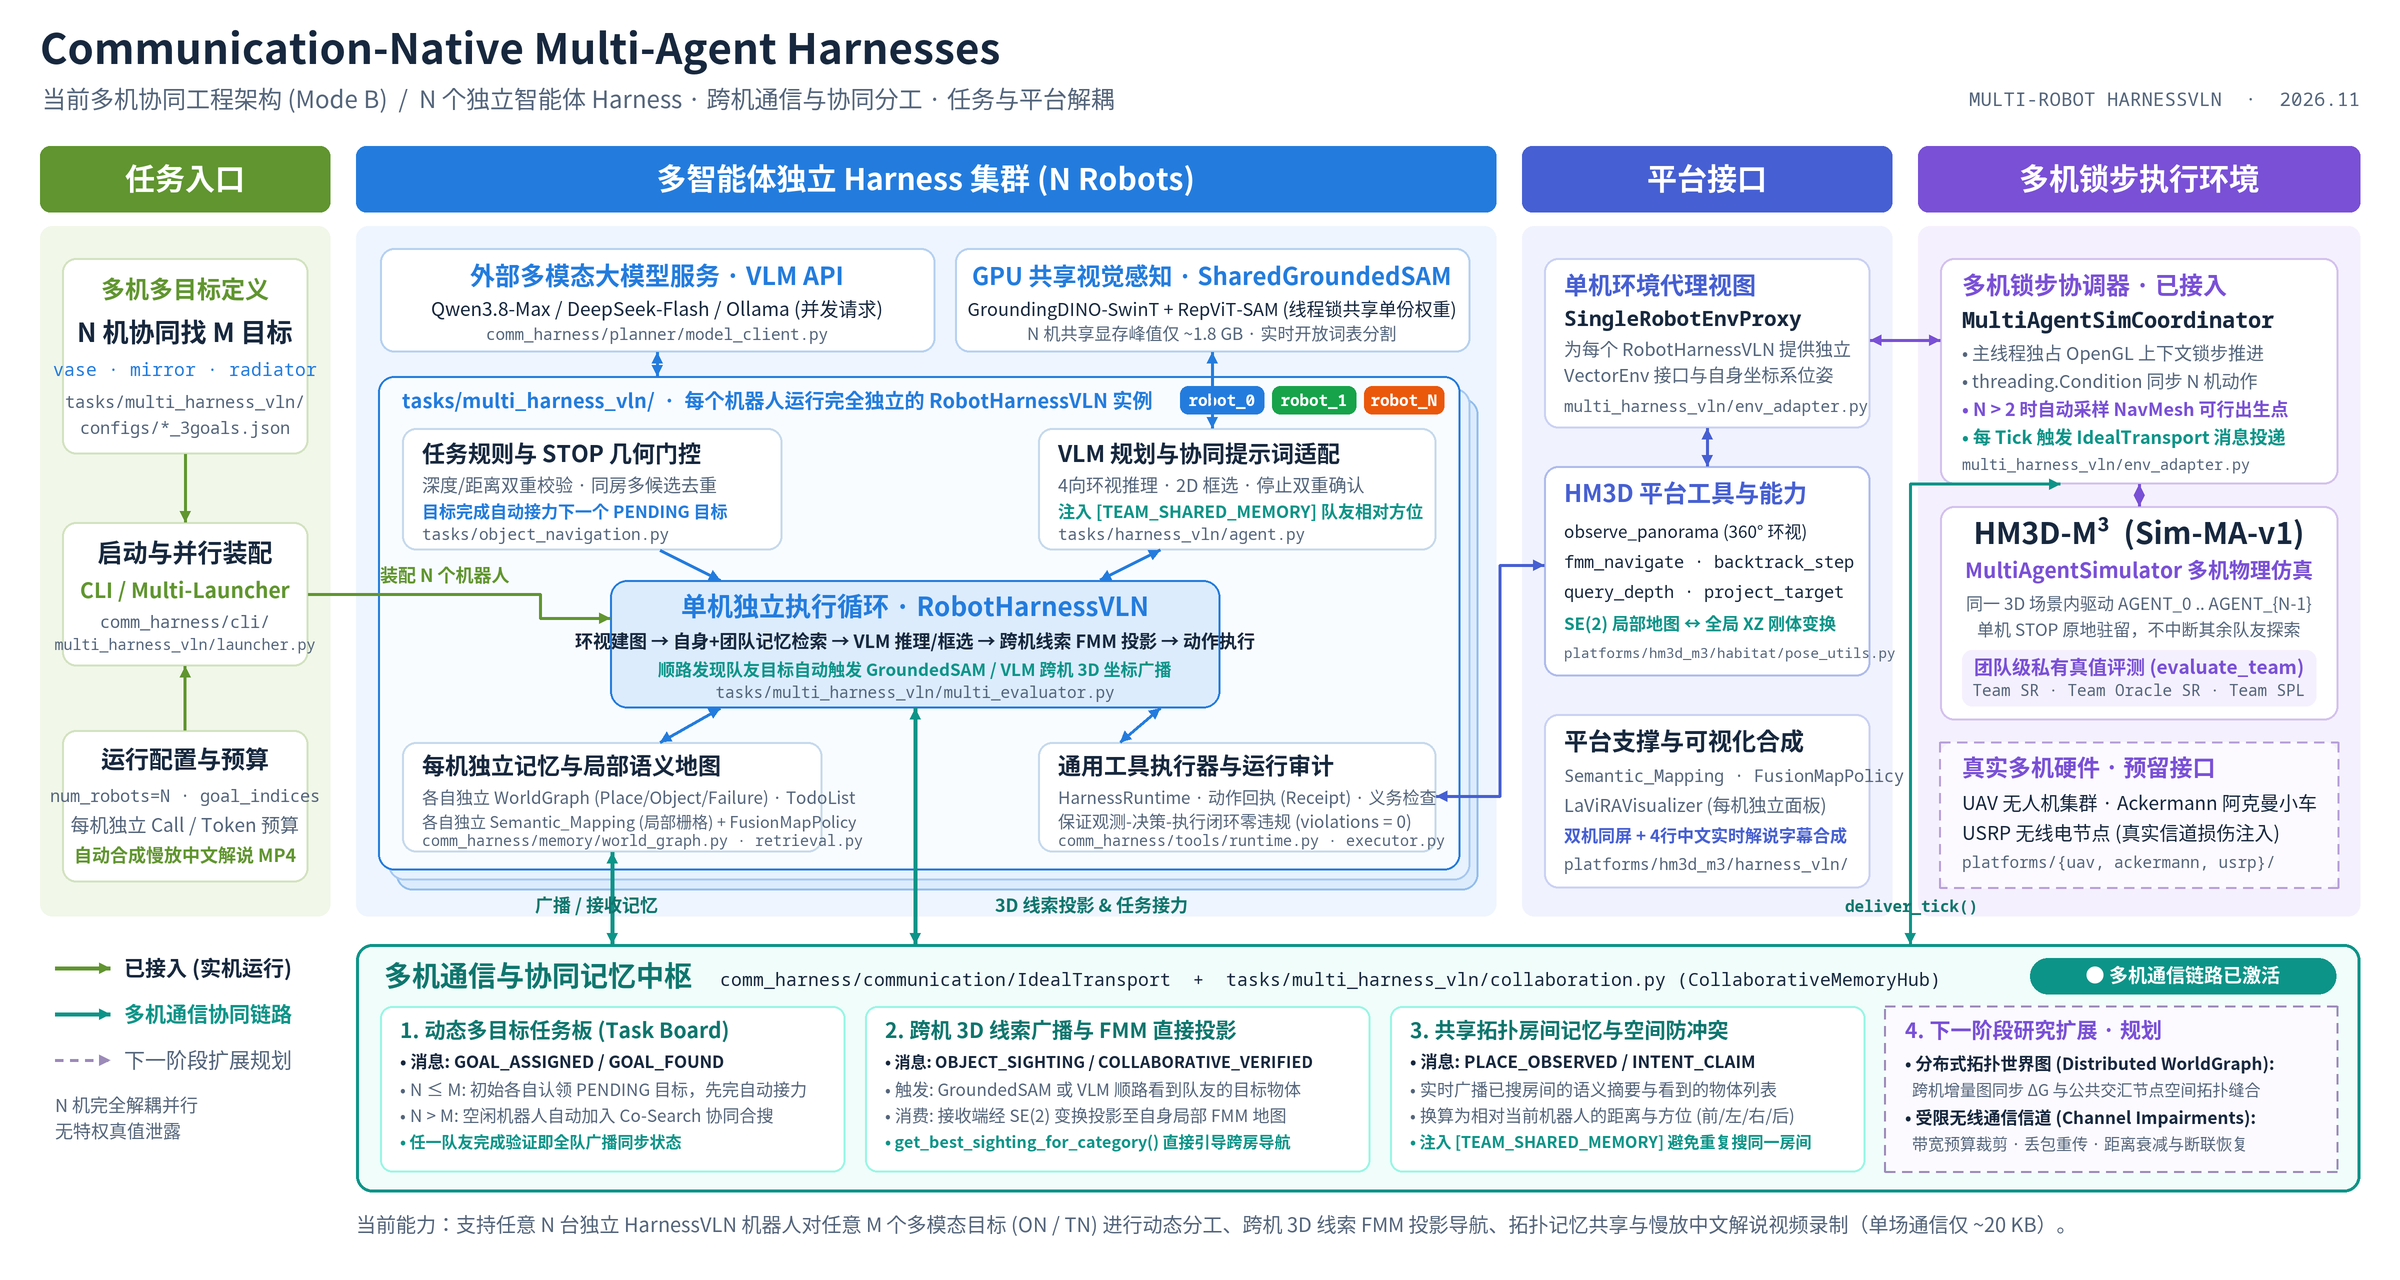 Communication-Native Multi-Agent Harnesses
当前多机协同工程架构 (Mode B) / N 个独立智能体 Harness · 跨机通信与协同分工 · 任务与平台解耦
MULTI-ROBOT HARNESSVLN · 2026.11
任务入口
多机多目标定义
N 机协同找 M 目标
vase · mirror · radiator
tasks/multi_harness_vln/
configs/*_3goals.json
启动与并行装配
CLI / Multi-Launcher
comm_harness/cli/
multi_harness_vln/launcher.py
运行配置与预算
num_robots=N · goal_indices
每机独立 Call / Token 预算
自动合成慢放中文解说 MP4
多智能体独立 Harness 集群 (N Robots)
外部多模态大模型服务 · VLM API
Qwen3.8-Max / DeepSeek-Flash / Ollama (并发请求)
comm_harness/planner/model_client.py
GPU 共享视觉感知 · SharedGroundedSAM
GroundingDINO-SwinT + RepViT-SAM (线程锁共享单份权重)
N 机共享显存峰值仅 ~1.8 GB · 实时开放词表分割
tasks/multi_harness_vln/ · 每个机器人运行完全独立的 RobotHarnessVLN 实例
robot_0
robot_1
robot_N
任务规则与 STOP 几何门控
深度/距离双重校验 · 同房多候选去重
目标完成自动接力下一个 PENDING 目标
tasks/object_navigation.py
VLM 规划与协同提示词适配
4向环视推理 · 2D 框选 · 停止双重确认
注入 [TEAM_SHARED_MEMORY] 队友相对方位
tasks/harness_vln/agent.py
装配 N 个机器人
单机独立执行循环 · RobotHarnessVLN
环视建图 → 自身+团队记忆检索 → VLM 推理/框选 → 跨机线索 FMM 投影 → 动作执行
顺路发现队友目标自动触发 GroundedSAM / VLM 跨机 3D 坐标广播
tasks/multi_harness_vln/multi_evaluator.py
每机独立记忆与局部语义地图
各自独立 WorldGraph (Place/Object/Failure) · TodoList
各自独立 Semantic_Mapping (局部栅格) + FusionMapPolicy
comm_harness/memory/world_graph.py · retrieval.py
通用工具执行器与运行审计
HarnessRuntime · 动作回执 (Receipt) · 义务检查
保证观测-决策-执行闭环零违规 (violations = 0)
comm_harness/tools/runtime.py · executor.py
广播 / 接收记忆
3D 线索投影 & 任务接力
平台接口
单机环境代理视图
SingleRobotEnvProxy
为每个 RobotHarnessVLN 提供独立
VectorEnv 接口与自身坐标系位姿
multi_harness_vln/env_adapter.py
HM3D 平台工具与能力
observe_panorama (360° 环视)
fmm_navigate · backtrack_step
query_depth · project_target
SE(2) 局部地图 ↔ 全局 XZ 刚体变换
platforms/hm3d_m3/habitat/pose_utils.py
平台支撑与可视化合成
Semantic_Mapping · FusionMapPolicy
LaViRAVisualizer (每机独立面板)
双机同屏 + 4行中文实时解说字幕合成
platforms/hm3d_m3/harness_vln/
多机锁步执行环境
多机锁步协调器 · 已接入
MultiAgentSimCoordinator
• 主线程独占 OpenGL 上下文锁步推进
• threading.Condition 同步 N 机动作
• N > 2 时自动采样 NavMesh 可行出生点
• 每 Tick 触发 IdealTransport 消息投递
multi_harness_vln/env_adapter.py
HM3D-M³ (Sim-MA-v1)
MultiAgentSimulator 多机物理仿真
同一 3D 场景内驱动 AGENT_0 .. AGENT_{N-1}
单机 STOP 原地驻留，不中断其余队友探索
团队级私有真值评测 (evaluate_team)
Team SR · Team Oracle SR · Team SPL
真实多机硬件 · 预留接口
UAV 无人机集群 · Ackermann 阿克曼小车
USRP 无线电节点 (真实信道损伤注入)
platforms/{uav, ackermann, usrp}/
deliver_tick()
已接入 (实机运行)
多机通信协同链路
下一阶段扩展规划
N 机完全解耦并行
无特权真值泄露
多机通信与协同记忆中枢 comm_harness/communication/IdealTransport + tasks/multi_harness_vln/collaboration.py (CollaborativeMemoryHub)
● 多机通信链路已激活
1. 动态多目标任务板 (Task Board)
• 消息: GOAL_ASSIGNED / GOAL_FOUND
• N ≤ M: 初始各自认领 PENDING 目标，先完自动接力
• N > M: 空闲机器人自动加入 Co-Search 协同合搜
• 任一队友完成验证即全队广播同步状态
2. 跨机 3D 线索广播与 FMM 直接投影
• 消息: OBJECT_SIGHTING / COLLABORATIVE_VERIFIED
• 触发: GroundedSAM 或 VLM 顺路看到队友的目标物体
• 消费: 接收端经 SE(2) 变换投影至自身局部 FMM 地图
• get_best_sighting_for_category() 直接引导跨房导航
3. 共享拓扑房间记忆与空间防冲突
• 消息: PLACE_OBSERVED / INTENT_CLAIM
• 实时广播已搜房间的语义摘要与看到的物体列表
• 换算为相对当前机器人的距离与方位 (前/左/右/后)
• 注入 [TEAM_SHARED_MEMORY] 避免重复搜同一房间
4. 下一阶段研究扩展 · 规划
• 分布式拓扑世界图 (Distributed WorldGraph):
跨机增量图同步 ΔG 与公共交汇节点空间拓扑缝合
• 受限无线通信信道 (Channel Impairments):
带宽预算裁剪 · 丢包重传 · 距离衰减与断联恢复
当前能力：支持任意 N 台独立 HarnessVLN 机器人对任意 M 个多模态目标 (ON / TN) 进行动态分工、跨机 3D 线索 FMM 投影导航、拓扑记忆共享与慢放中文解说视频录制（单场通信仅 ~20 KB）。